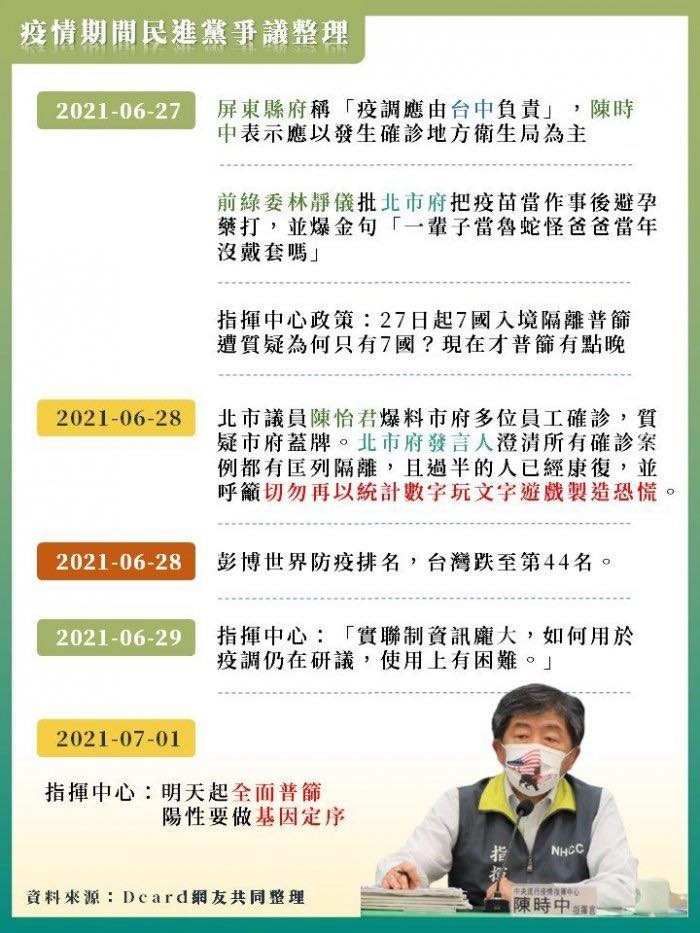 疫情期間民進黨爭議整理
2021-06-27
屏東縣府稱「疫調應由台中負責」，陳時
中表示應以發生確診地方衛生局為主
前綠委林靜儀批北市府把疫苗當作事後避孕
藥打，並爆金句「一輩子當魯蛇怪爸爸當年
沒戴套嗎」
指揮中心政策：27日起7國入境隔離普篩
遭質疑為何只有7國？現在才普篩有點晚
2021-06-28
北市議員陳怡君爆料市府多位員工確診，質
疑市府蓋牌。北市府發言人澄清所有確診案
例都有匡列隔離，且過半的人已經康復，並
呼籲切勿再以統計數字玩文字遊戲製造恐慌。
2021-06-28
彭博世界防疫排名，台灣跌至第44名。
2021-06-29
指揮中心：「實聯制資訊龐大，如何用於
疫調仍在研議，使用上有困難。」
2021-07-01
指揮中心：明天起全面普篩
陽性要做基因定序
NHCC
指揮
中央流行疫情指揮中心
陳時中 指揮官
資料來源：Dcard網友共同整理